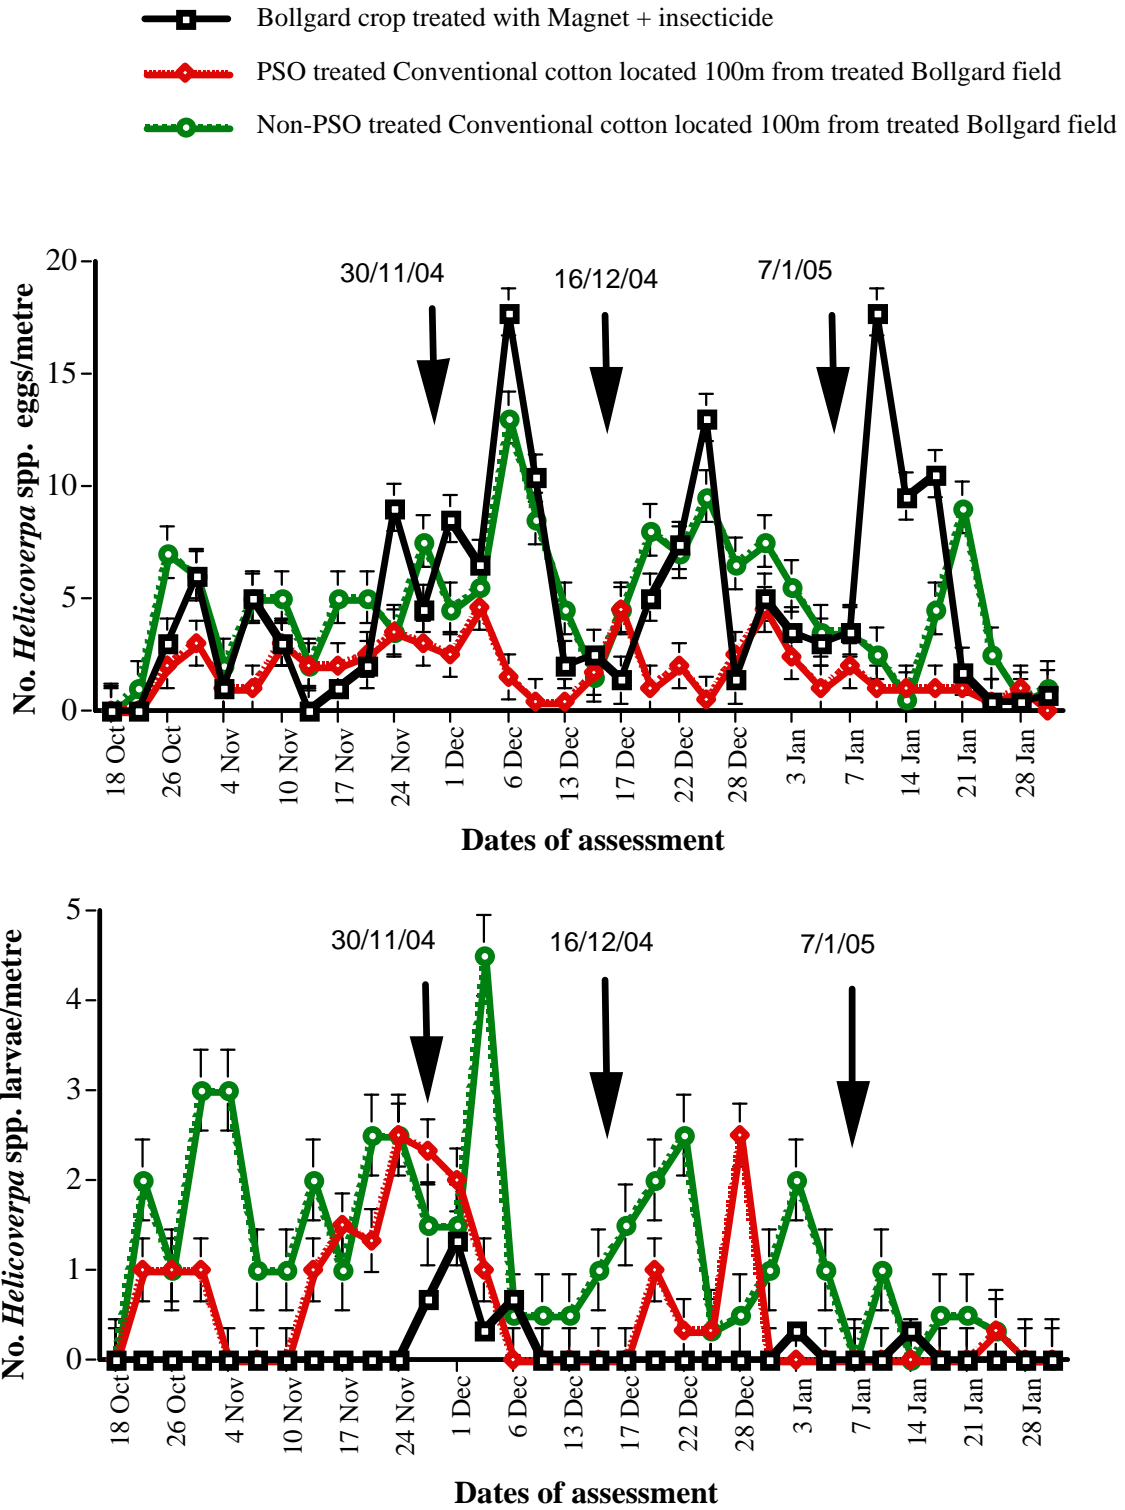 Bollgard crop treated with Magnet + insecticide
PSO treated Conventional cotton located 100m from treated Bollgard field
Non-PSO treated Conventional cotton located 100m from treated Bollgard field
No. Helicoverpa spp. eggs/metre
20
15
10
5
0
30/11/04
16/12/04
7/1/05
18 Oct
26 Oct
4 Nov
10 Nov
17 Nov
24 Nov
1 Dec
6 Dec
13 Dec
17 Dec
22 Dec
28 Dec
3 Jan
7 Jan
14 Jan
21 Jan
28 Jan
Dates of assessment
No. Helicoverpa spp. larvae/metre
5
4
3
2
1
0
30/11/04
16/12/04
7/1/05
18 Oct
26 Oct
4 Nov
10 Nov
17 Nov
24 Nov
1 Dec
6 Dec
13 Dec
17 Dec
22 Dec
28 Dec
3 Jan
7 Jan
14 Jan
21 Jan
28 Jan
Dates of assessment